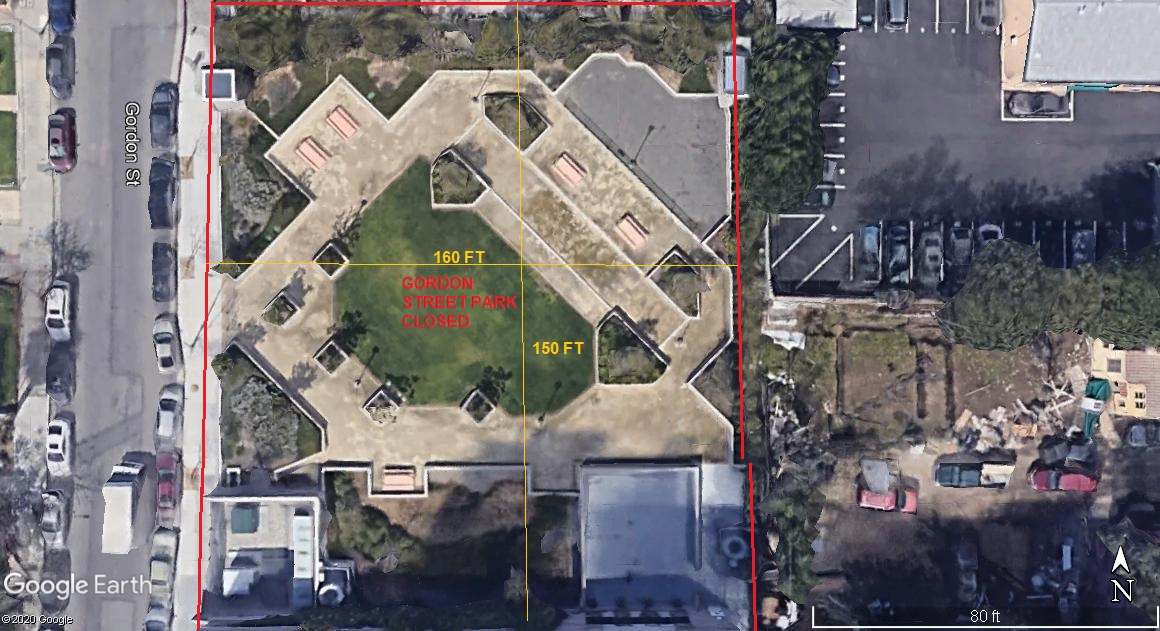 Gordon St
160 FT
GORDON
STREET PARK
CLOSED
150 FT
Google Earth
©2020 Google
N
80 ft